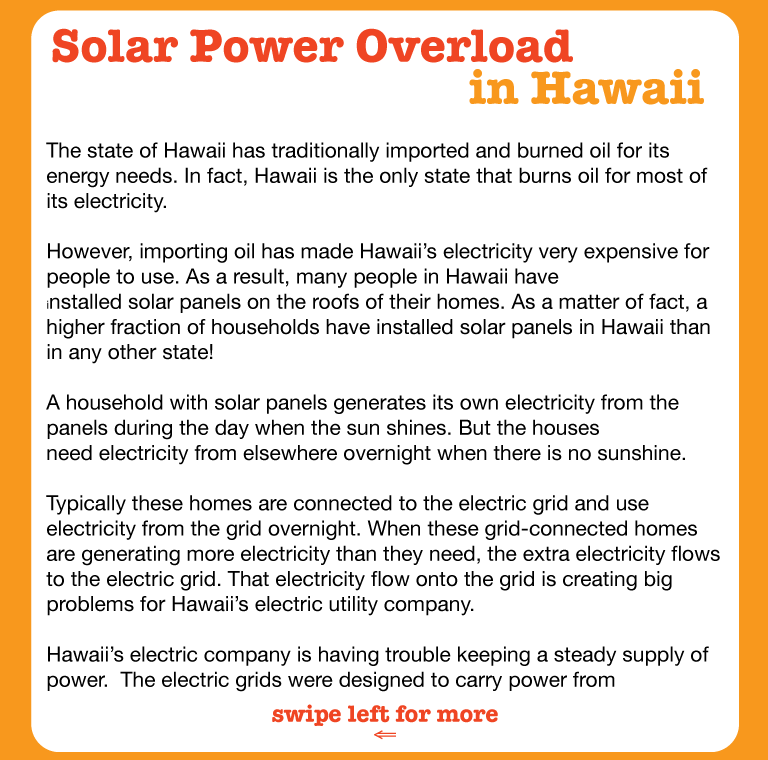 Solar Power Overload
in Hawaii
The state of Hawaii has traditionally imported and burned oil for its
energy needs. In fact, Hawaii is the only state that burns oil for most of
its electricity.
However, importing oil has made Hawaii’s electricity very expensive for
people to use. As a result, many people in Hawaii have
installed solar panels on the roofs of their homes. As a matter of fact, a
higher fraction of households have installed solar panels in Hawaii than
in any other state!
A household with solar panels generates its own electricity from the
panels during the day when the sun shines. But the houses
need electricity from elsewhere overnight when there is no sunshine.
Typically these homes are connected to the electric grid and use
electricity from the grid overnight. When these grid-connected homes
are generating more electricity than they need, the extra electricity flows
to the electric grid. That electricity flow onto the grid is creating big
problems for Hawaii’s electric utility company.
Hawaii’s electric company is having trouble keeping a steady supply of
power.  The electric grids were designed to carry power from
swipe left for more